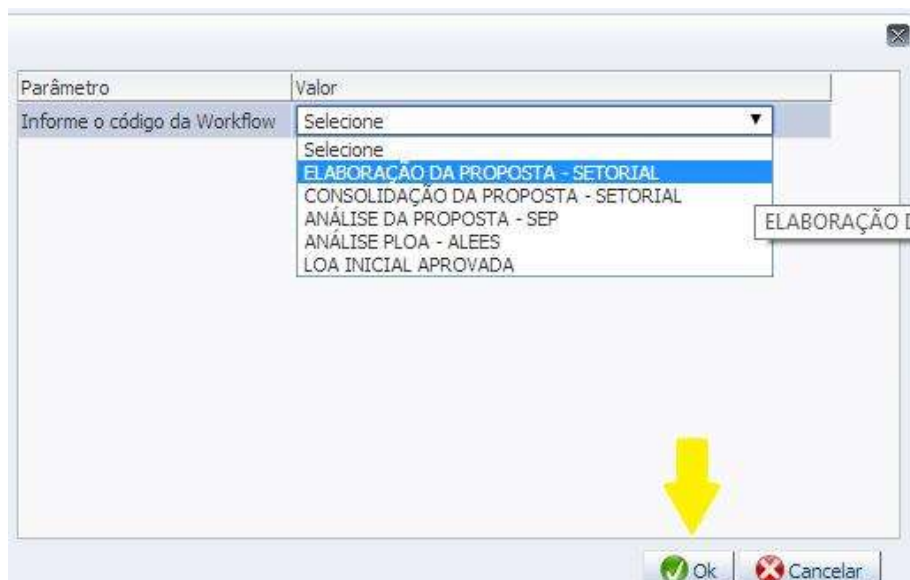 Parâmetro Valor
Informe o código da Workflow Selecione
Selecione
ELABORAÇÃO DA PROPOSTA - SETORIAL
CONSOLIDAÇÃO DA PROPOSTA - SETORIAL
ANÁLISE DA PROPOSTA - SEP
ELABORAÇÃO
ANÁLISE PLOA - ALEES
LOA INICIAL APROVADA
Ok Cancelar